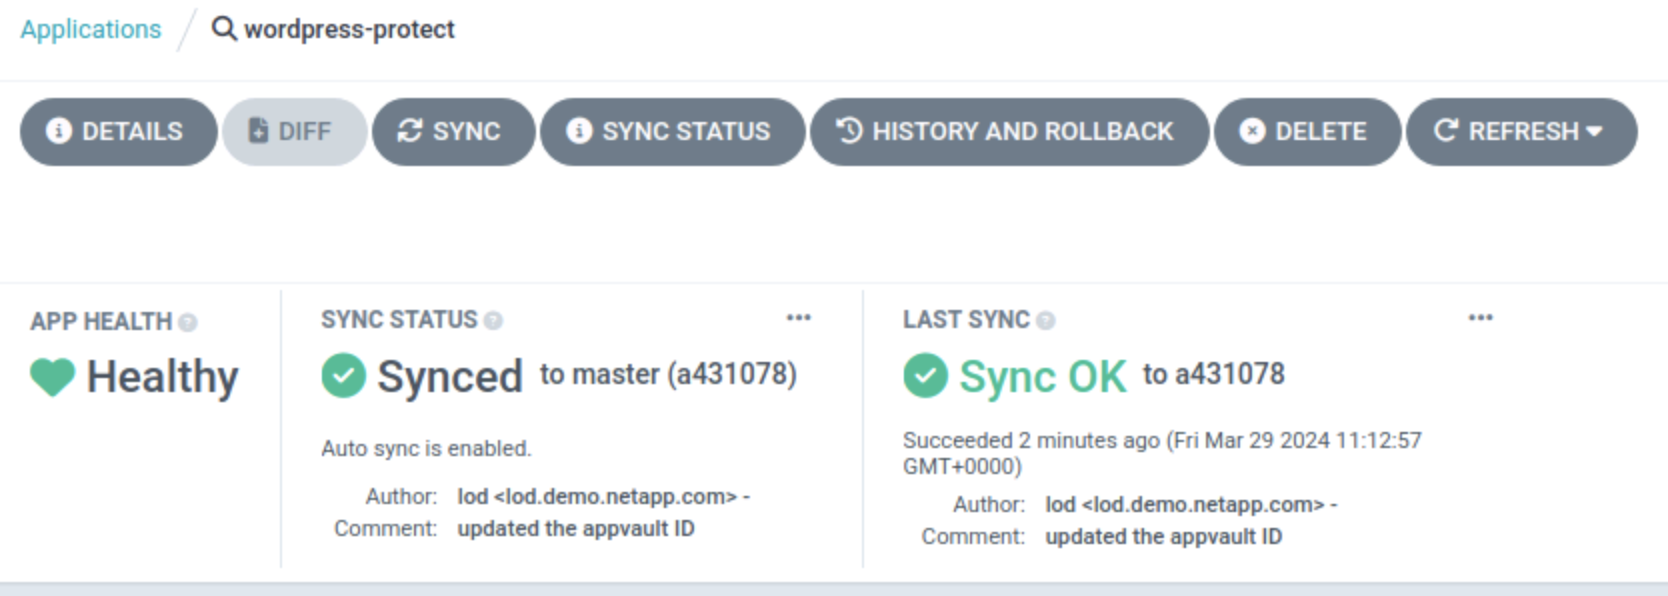 Applications / wordpress-protect
DETAILS DIFF SYNC SYNC STATUS HISTORY AND ROLLBACK DELETE REFRESH
APP HEALTH
Healthy
SYNC STATUS
Synced to master (a431078)
Auto sync is enabled.
Author: lod <lod.demo.netapp.com> -
Comment: updated the appvault ID
LAST SYNC
Sync OK to a431078
Succeeded 2 minutes ago (Fri Mar 29 2024 11:12:57
GMT+0000)
Author: lod <lod.demo.netapp.com> -
Comment: updated the appvault ID